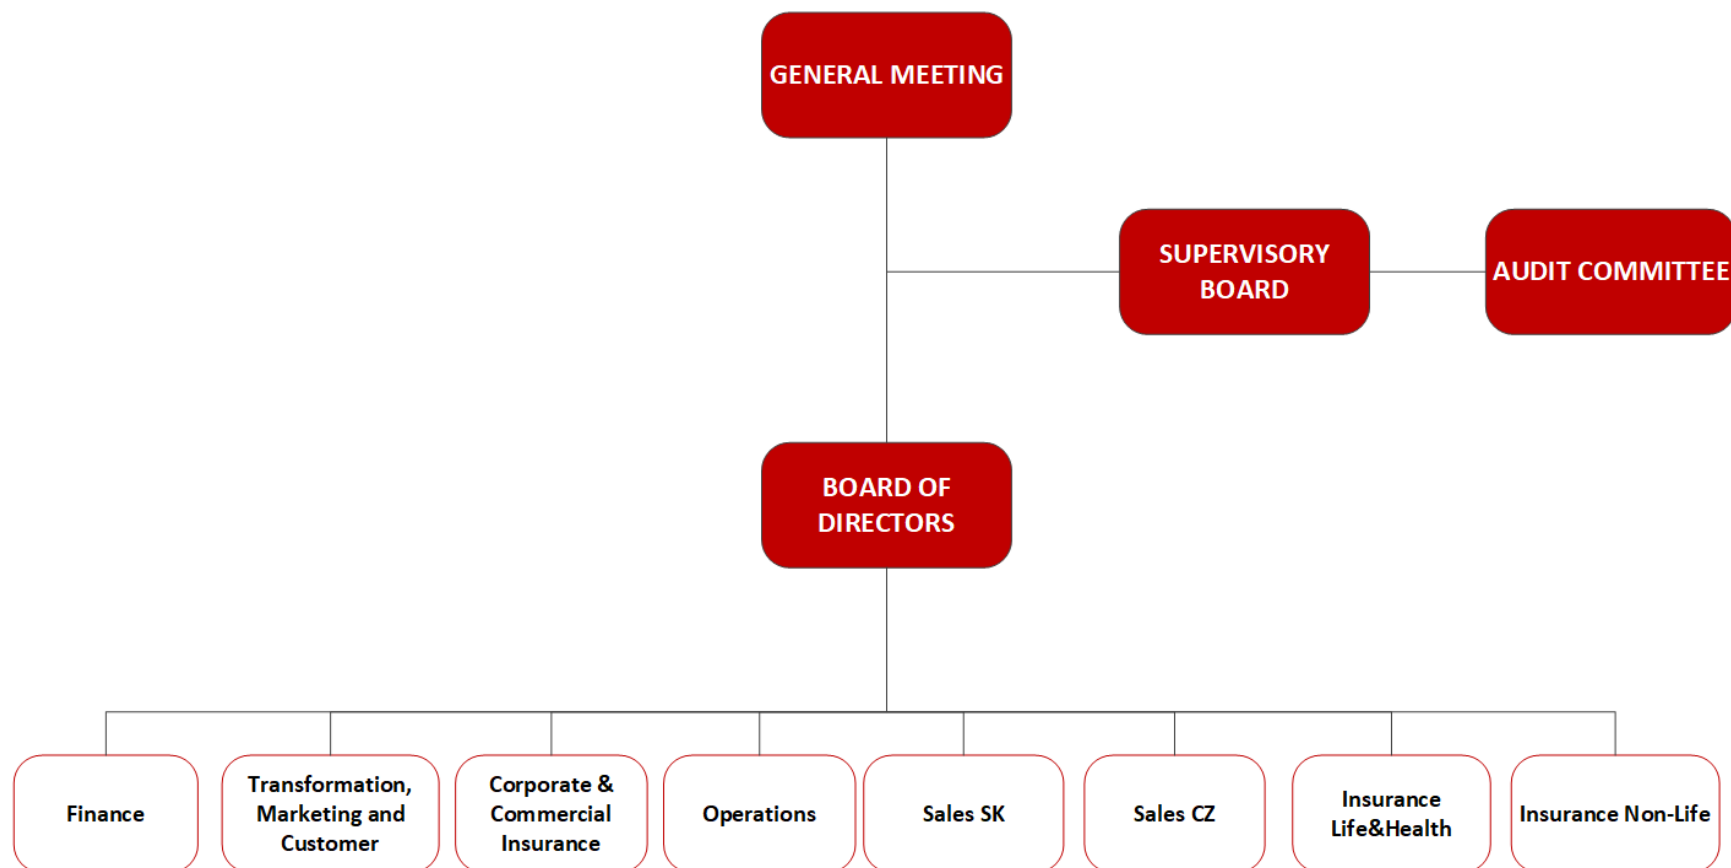 GENERAL MEETING
SUPERVISORY
BOARD
AUDIT COMMITTEE
BOARD OF
DIRECTORS
Finance
Transformation,
Marketing and
Customer
Corporate &
Commercial
Insurance
Operations
Sales SK
Sales CZ
Insurance
Life&Health
Insurance Non-Life